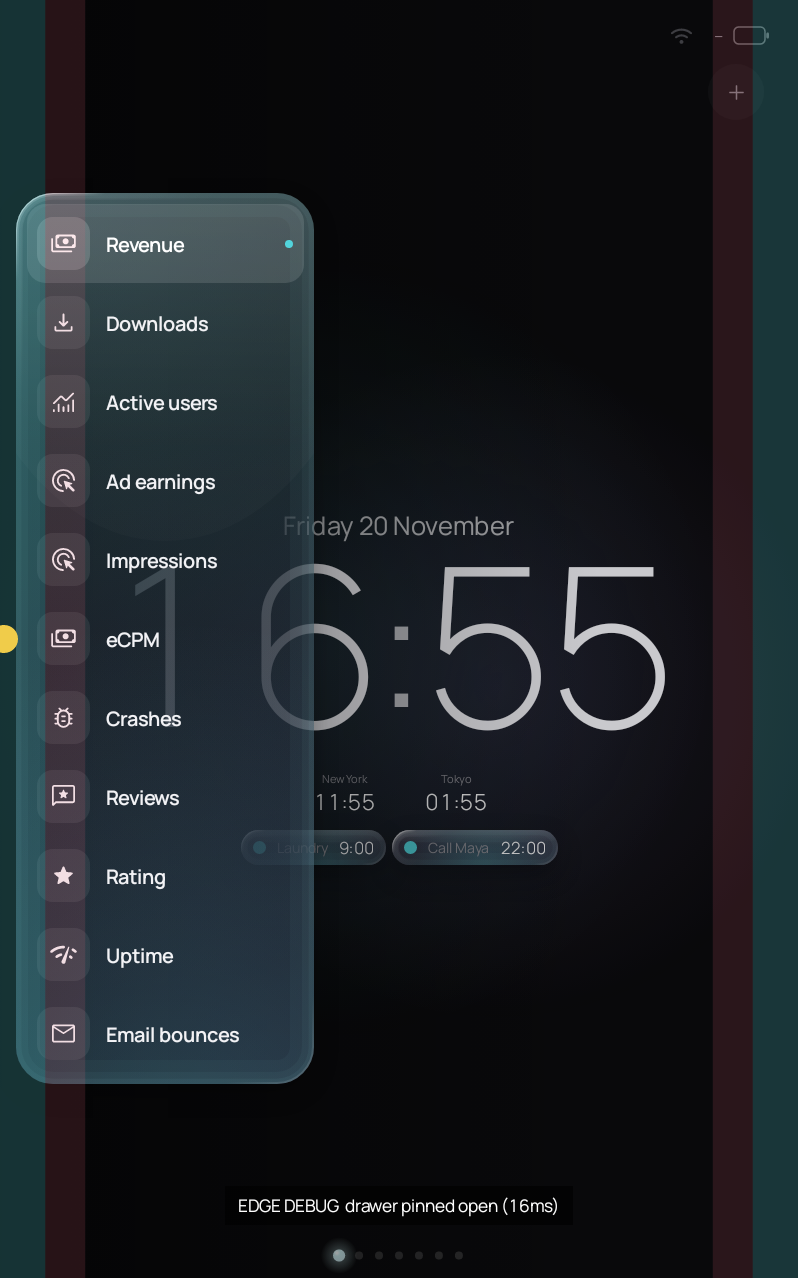 –
+
Revenue
Downloads
Active users
Ad earnings
Friday 20 November
Impressions
16:55
eCPM
Crashes
New York Tokyo
11:55 01:55
Reviews
Laundry 9:00 Call Maya 22:00
Rating
Uptime
Email bounces
EDGE DEBUG drawer pinned open (16ms)